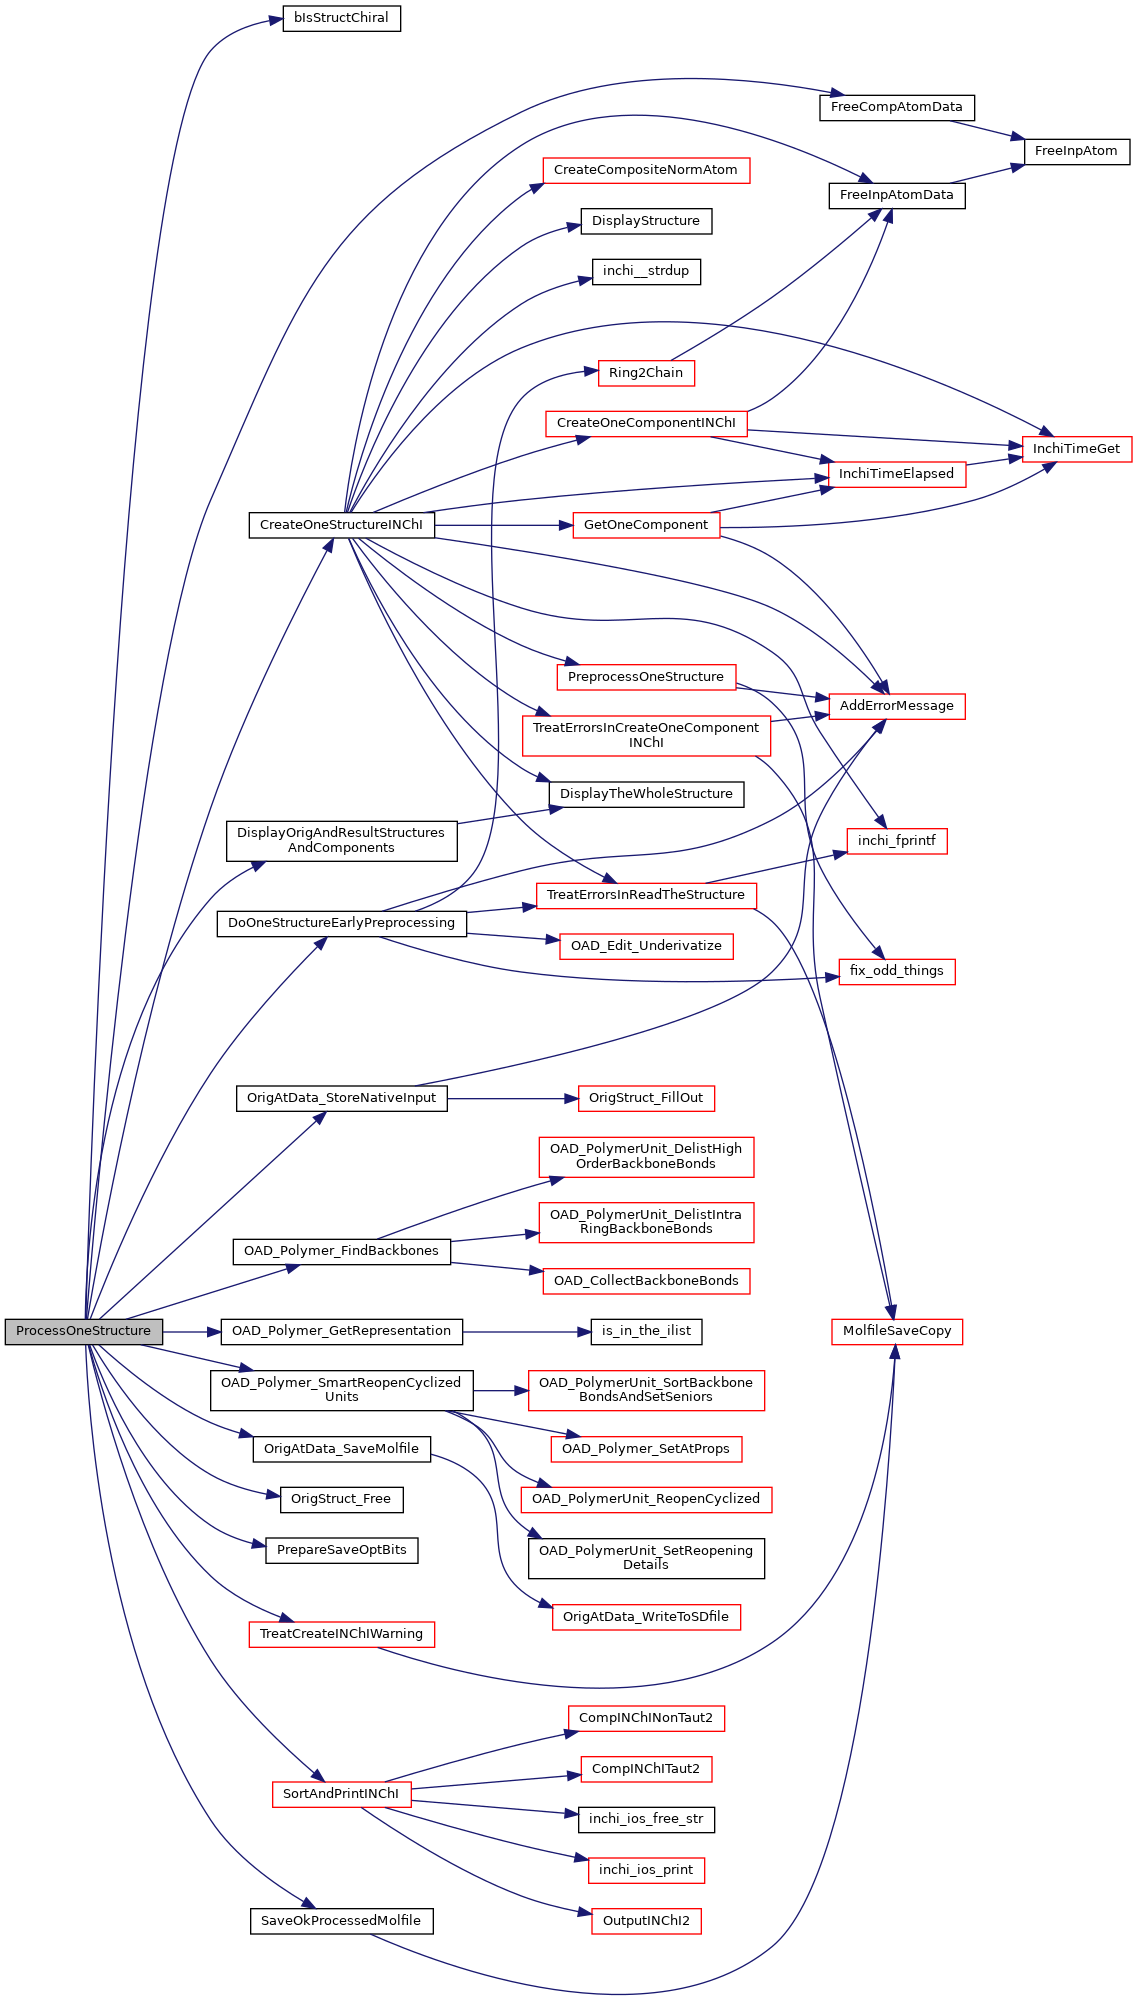 bIsStructChiral
FreeCompAtomData
FreeInpAtom
CreateCompositeNormAtom
FreeInpAtomData
DisplayStructure
inchi__strdup
Ring2Chain
CreateOneComponentINChI
InchiTimeGet
InchiTimeElapsed
CreateOneStructureINChI
GetOneComponent
PreprocessOneStructure
AddErrorMessage
TreatErrorsInCreateOneComponent
INChI
DisplayTheWholeStructure
DisplayOrigAndResultStructures
AndComponents
inchi_fprintf
TreatErrorsInReadTheStructure
DoOneStructureEarlyPreprocessing
OAD_Edit_Underivatize
fix_odd_things
OrigAtData_StoreNativeInput
OrigStruct_FillOut
OAD_PolymerUnit_DelistHigh
OrderBackboneBonds
OAD_PolymerUnit_DelistIntra
RingBackboneBonds
OAD_Polymer_FindBackbones
OAD_CollectBackboneBonds
ProcessOneStructure
OAD_Polymer_GetRepresentation
is_in_the_ilist
MolfileSaveCopy
OAD_Polymer_SmartReopenCyclized
Units
OAD_PolymerUnit_SortBackbone
BondsAndSetSeniors
OrigAtData_SaveMolfile
OAD_Polymer_SetAtProps
OrigStruct_Free
OAD_PolymerUnit_ReopenCyclized
PrepareSaveOptBits
OAD_PolymerUnit_SetReopening
Details
OrigAtData_WriteToSDfile
TreatCreateINChIWarning
CompINChINonTaut2
CompINChITaut2
SortAndPrintINChI
inchi_ios_free_str
inchi_ios_print
SaveOkProcessedMolfile
OutputINChI2